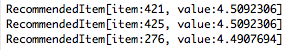 RecommendedItem[item:421, value:4.5092306]
RecommendedItem[item:425, value:4.5092306]
RecommendedItem[item:276, value:4.4907694]